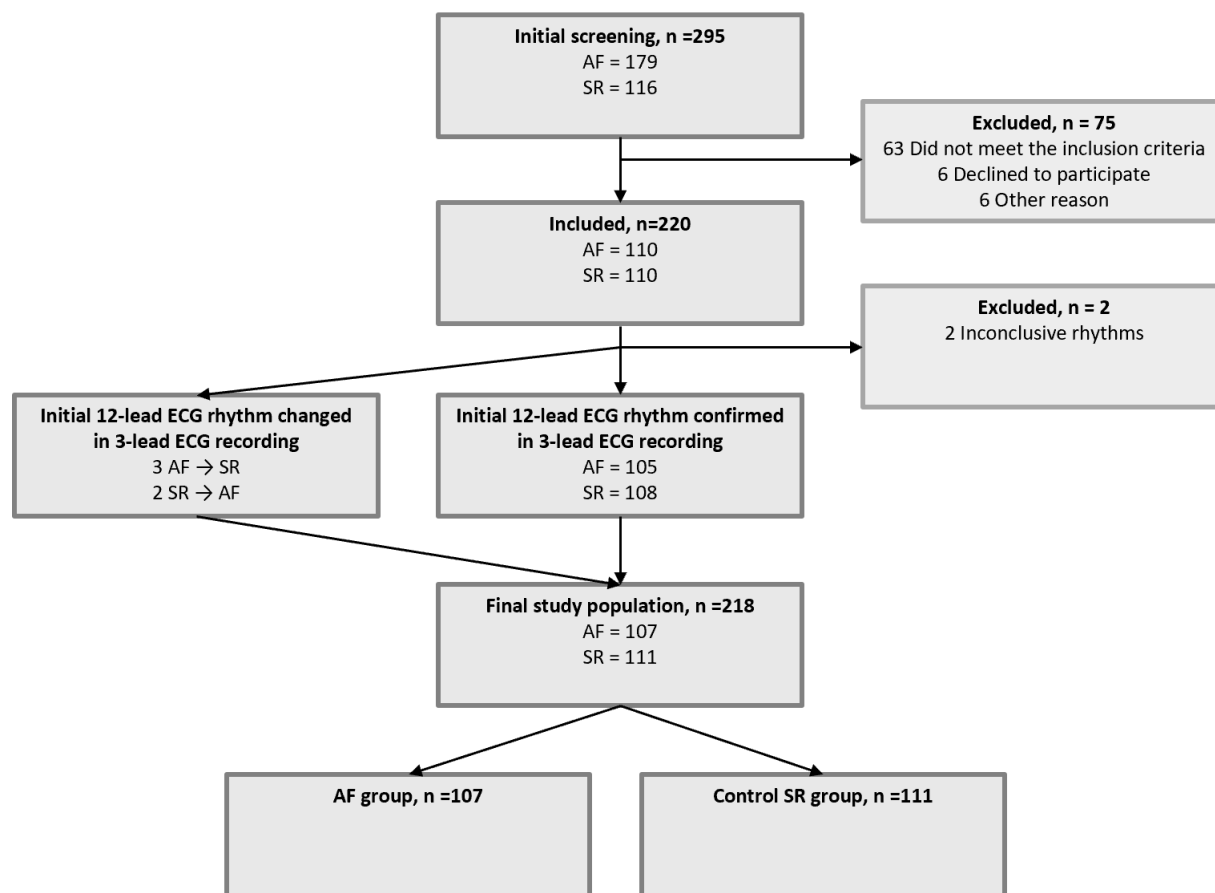 Initial screening, n =295
AF = 179
SR = 116
Excluded, n = 75
63 Did not meet the inclusion criteria
6 Declined to participate
6 Other reason
Included, n=220
AF = 110
SR = 110
Excluded, n = 2
2 Inconclusive rhythms
Initial 12-lead ECG rhythm changed
in 3-lead ECG recording
3 AF → SR
2 SR → AF
Initial 12-lead ECG rhythm confirmed
in 3-lead ECG recording
AF = 105
SR = 108
Final study population, n =218
AF = 107
SR = 111
AF group, n =107
Control SR group, n =111